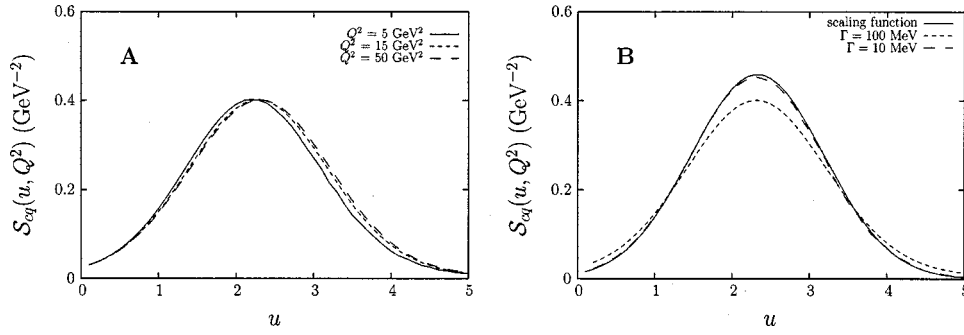 0.6
0.4
0.2
0
0 1 2 3 4 5
u
𝒮cq(u, Q²) (GeV⁻²)
A
Q² = 5 GeV²
Q² = 15 GeV²
Q² = 50 GeV²
0.6
0.4
0.2
0
0 1 2 3 4 5
u
𝒮cq(u, Q²) (GeV⁻²)
B
scaling function
Γ = 100 MeV
Γ = 10 MeV